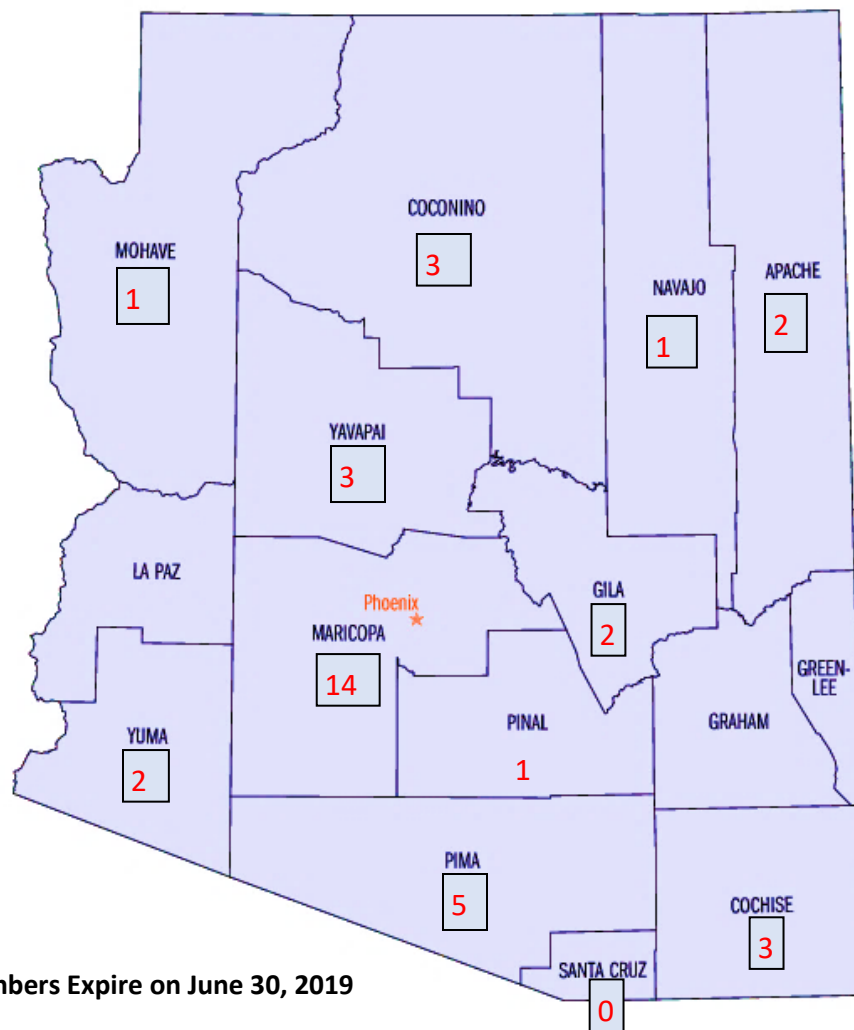 COCONINO
3
MOHAVE
1
NAVAJO
1
APACHE
2
YAVAPAI
3
LA PAZ
Phoenix
MARICOPA
14
GILA
2
GREEN-
LEE
GRAHAM
PINAL
1
YUMA
2
PIMA
5
COCHISE
3
SANTA CRUZ
0
Expire on June 30, 2019